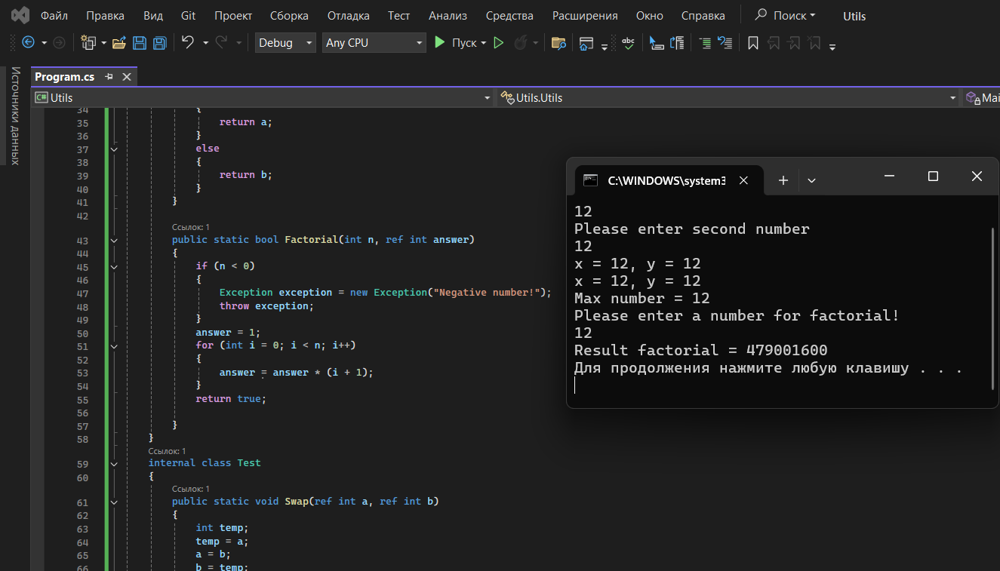 Файл Правка Вид Git Проект Сборка Отладка Тест Анализ Средства Расширения Окно Справка Поиск Utils
Debug Any CPU Пуск abc
Источники данных
Program.cs
C# Utils Utils.Utils Mai
34 {
35 return a;
36 }
37 else
38 {
39 return b;
40 }
41 }
42
Ссылок: 1
43 public static bool Factorial(int n, ref int answer)
44 {
45 if (n < 0)
46 {
47 Exception exception = new Exception("Negative number!");
48 throw exception;
49 }
50 answer = 1;
51 for (int i = 0; i < n; i++)
52 {
53 answer = answer * (i + 1);
54 }
55 return true;
56
57 }
58 }
Ссылок: 1
59 internal class Test
60 {
Ссылок: 1
61 public static void Swap(ref int a, ref int b)
62 {
63 int temp;
64 temp = a;
65 a = b;
66 b = temp;
C:\WINDOWS\system3
12
Please enter second number
12
x = 12, y = 12
x = 12, y = 12
Max number = 12
Please enter a number for factorial!
12
Result factorial = 479001600
Для продолжения нажмите любую клавишу . . .